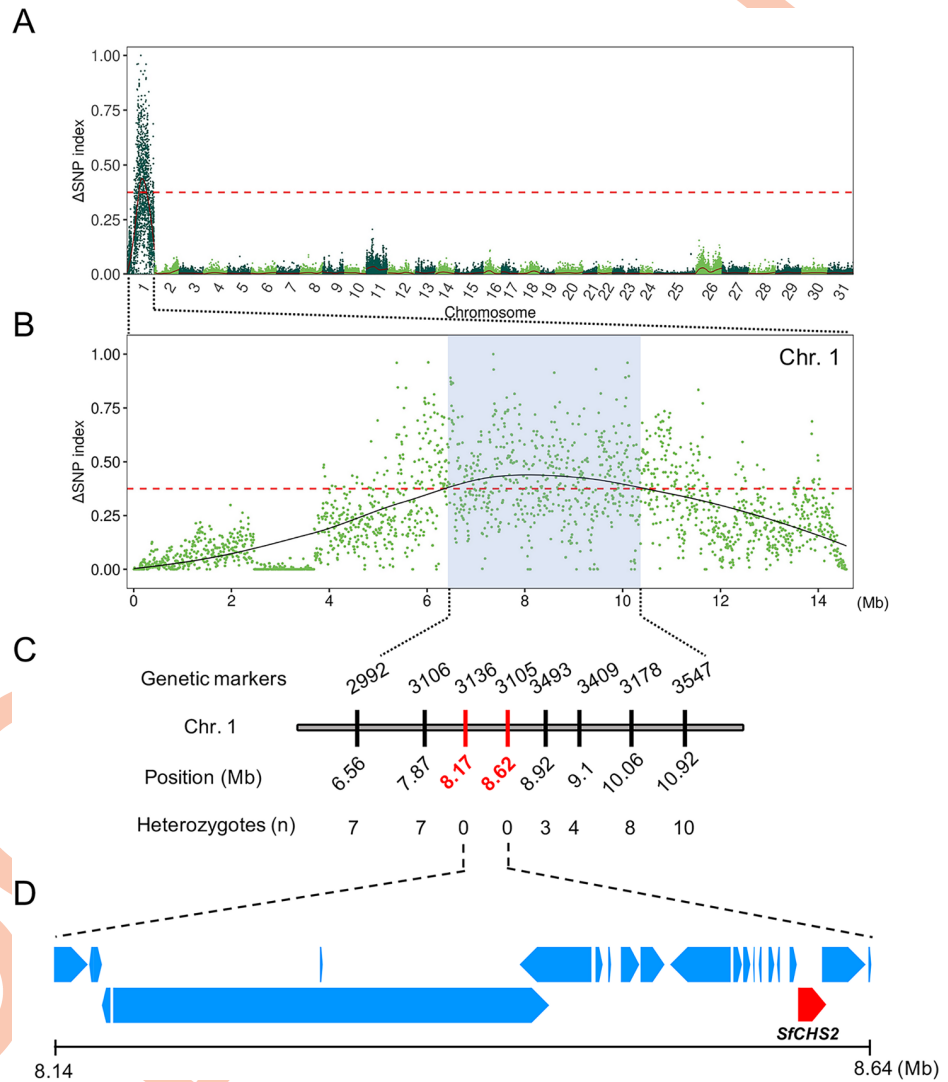 A
1.00
0.75
0.50
0.25
0.00
ΔSNP index
1 2 3 4 5 6 7 8 9 10 11 12 13 14 15 16 17 18 19 20 21 22 23 24 25 26 27 28 29 30 31
Chromosome
B
Chr. 1
1.00
0.75
0.50
0.25
0.00
ΔSNP index
0 2 4 6 8 10 12 14 (Mb)
C
Genetic markers 2992 3106 3136 3105 3493 3409 3178 3547
Chr. 1
Position (Mb) 6.56 7.87 8.17 8.62 8.92 9.1 10.06 10.92
Heterozygotes (n) 7 7 0 0 3 4 8 10
D
SfCHS2
8.14 8.64 (Mb)